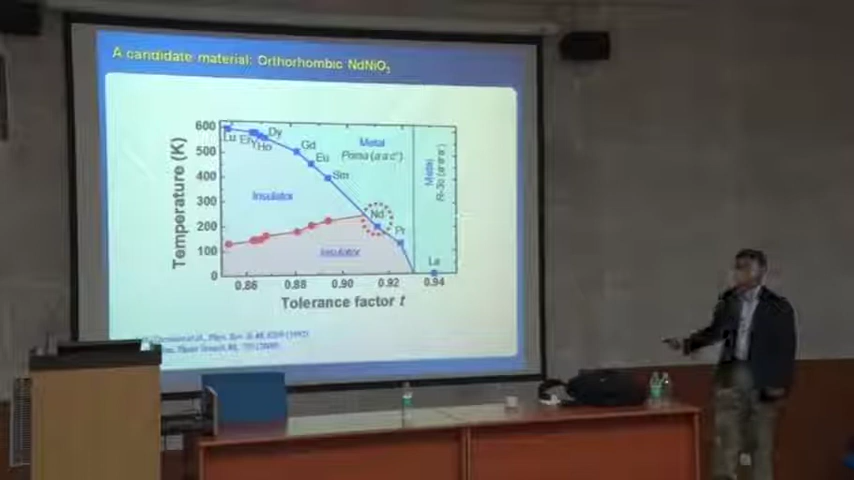 A candidate material: Orthorhombic NdNiO3
600
500
400
300
200
100
0
Temperature (K)
Lu
Er
Y
Ho
Dy
Gd
Eu
Sm
Nd
Pr
La
Metal
Insulator
Insulator
Metal
0.86
0.88
0.90
0.92
0.94
Tolerance factor t